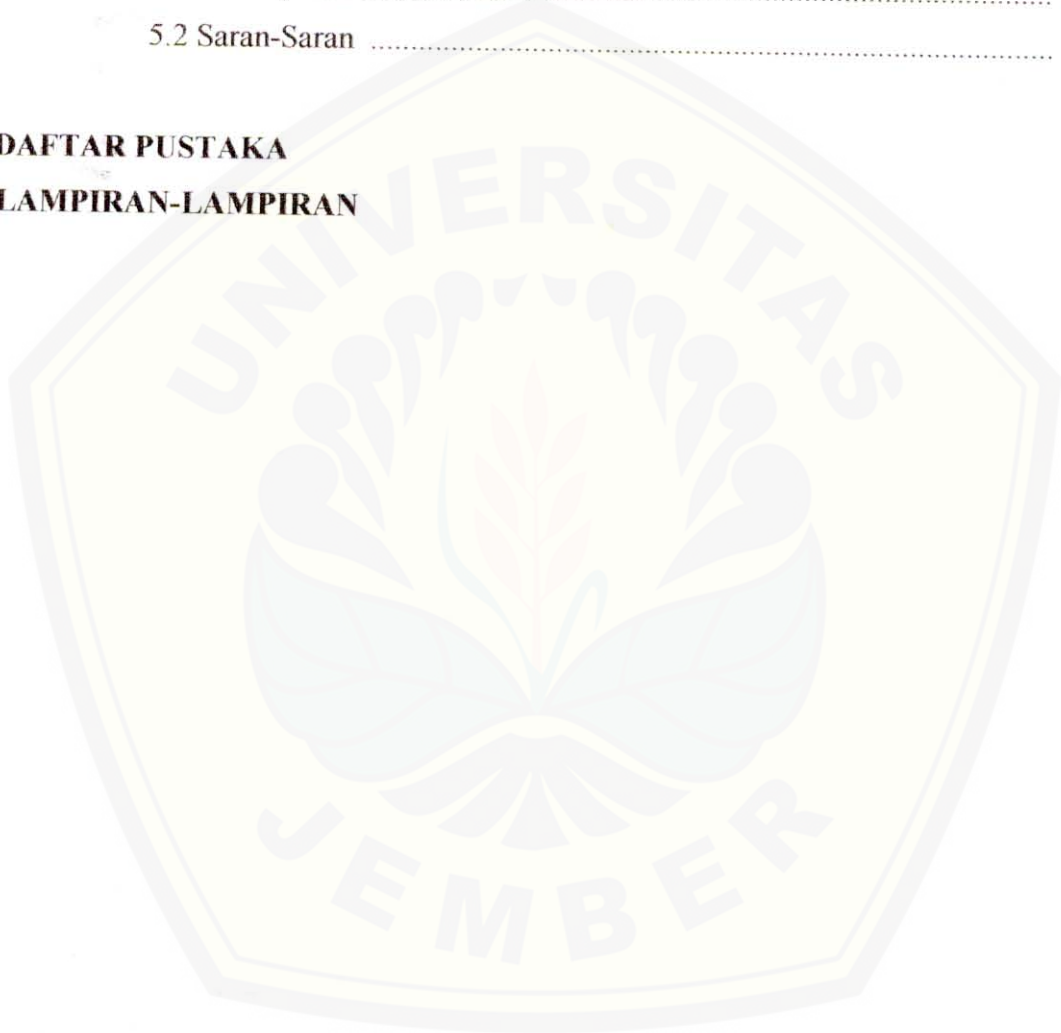 5.2 Saran-Saran ........................................................................
DAFTAR PUSTAKA
LAMPIRAN-LAMPIRAN
UNIVERSITAS
JEMBER